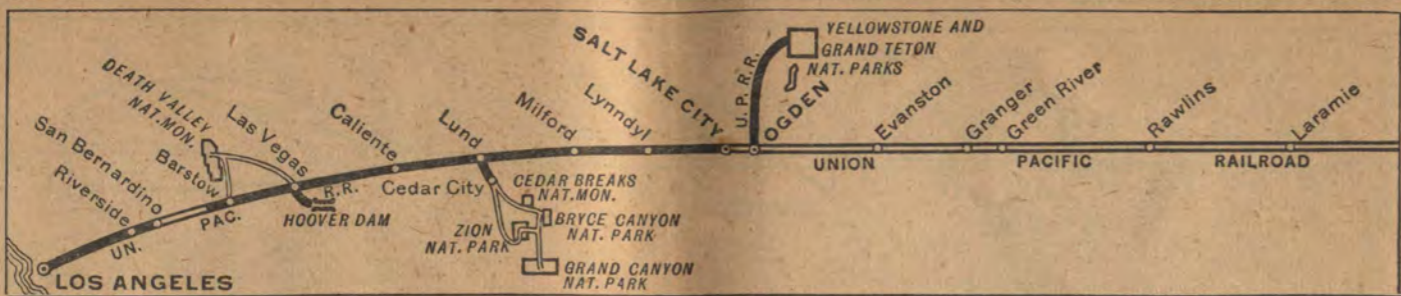 LOS ANGELES
Riverside
San Bernardino
Barstow
DEATH VALLEY
NAT. MON.
Las Vegas
HOOVER DAM
UN.
PAC.
R.R.
Caliente
Lund
Cedar City
CEDAR BREAKS
NAT. MON.
ZION
NAT. PARK
BRYCE CANYON
NAT. PARK
GRAND CANYON
NAT. PARK
Milford
Lynndyl
SALT LAKE CITY
U.P. R.R.
OGDEN
YELLOWSTONE AND
GRAND TETON
NAT. PARKS
Evanston
Granger
Green River
Rawlins
Laramie
UNION
PACIFIC
RAILROAD